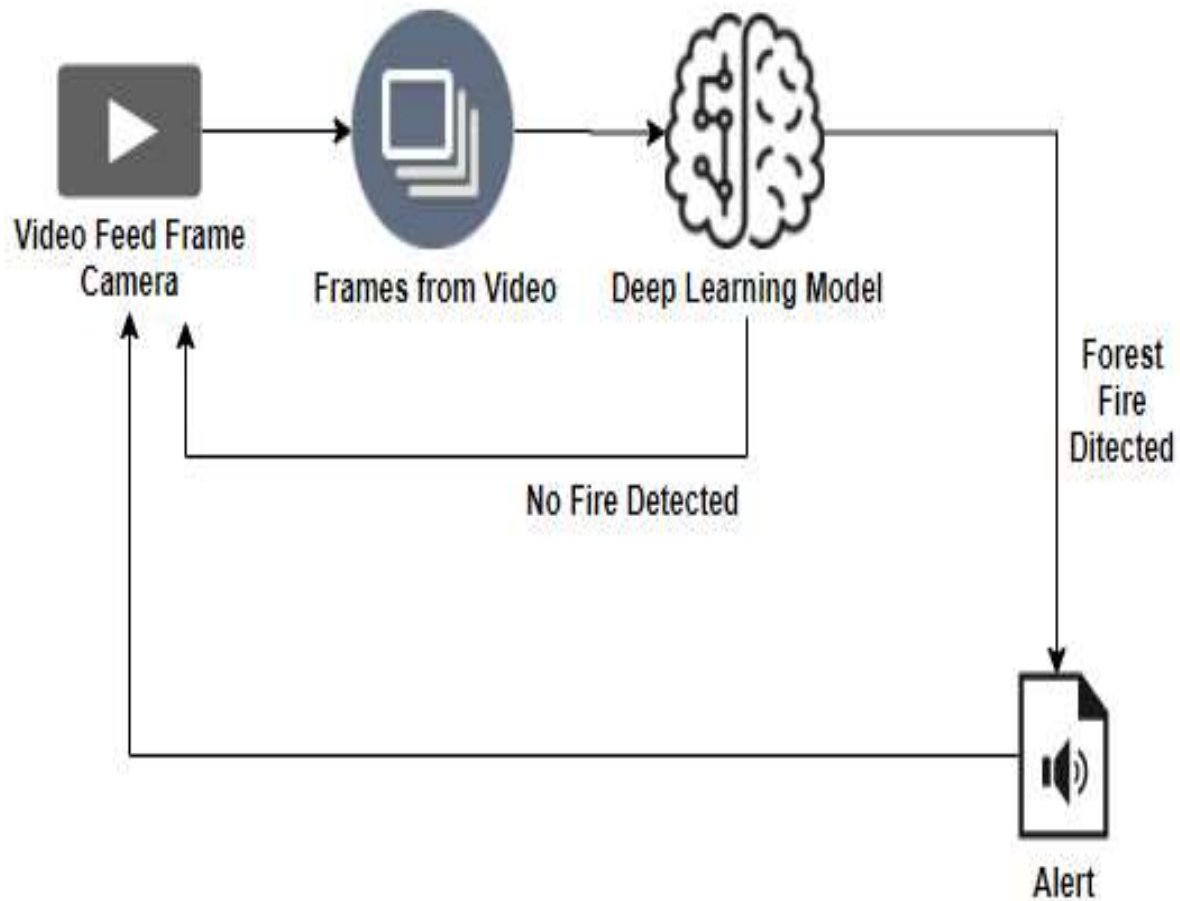 Video Feed Frame
Camera
Frames from Video
Deep Learning Model
Forest
Fire
Ditected
No Fire Detected
Alert